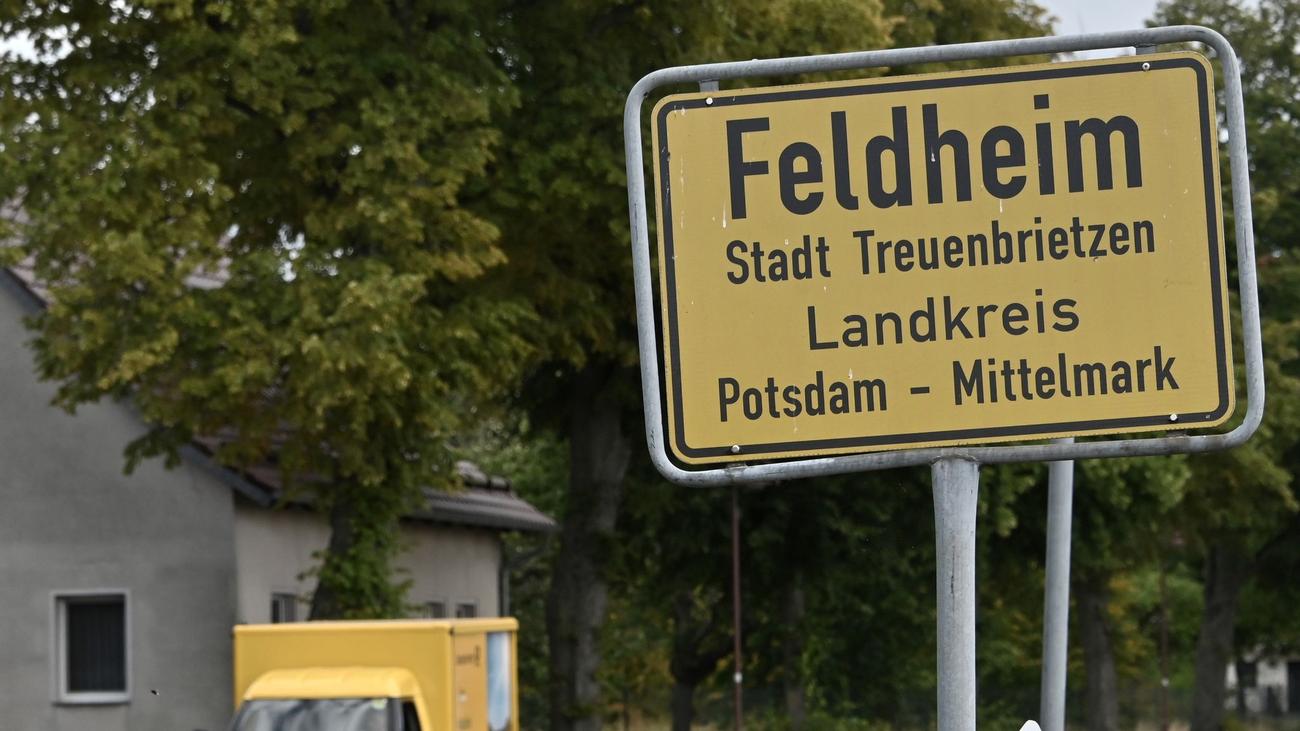 Feldheim
Stadt Treuenbrietzen
Landkreis
Potsdam - Mittelmark